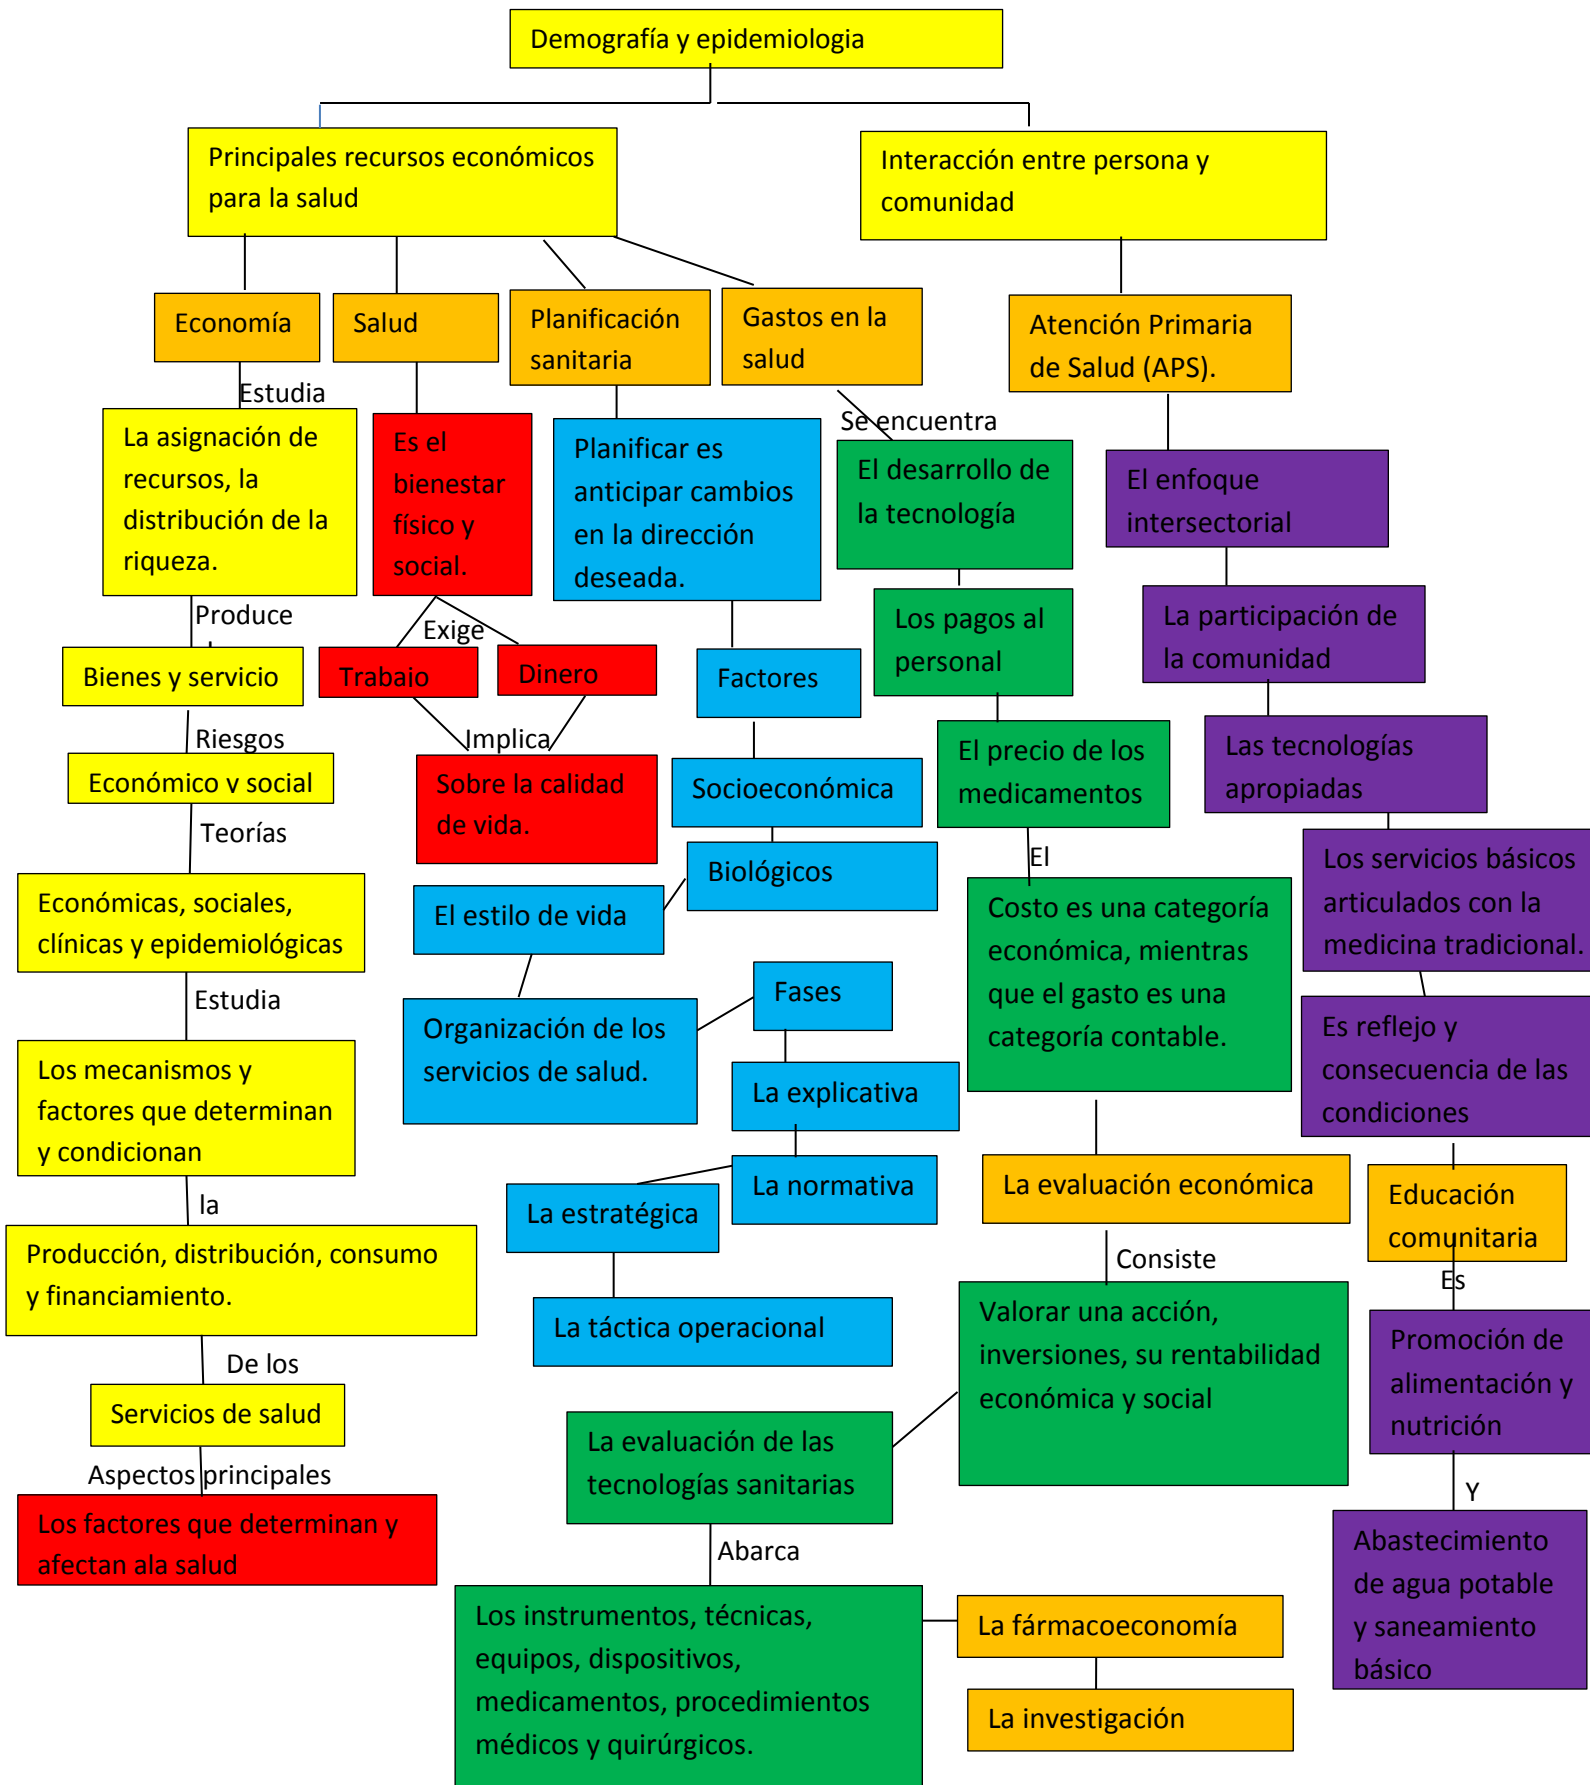 Demografía y epidemiologia
Principales recursos económicos
para la salud
Interacción entre persona y
comunidad
Economía
Salud
Planificación
sanitaria
Gastos en la
salud
Atención Primaria
de Salud (APS).
Estudia
La asignación de
recursos, la
distribución de la
riqueza.
Produce
Bienes y servicio
Riesgos
Económico y social
Teorías
Económicas, sociales,
clínicas y epidemiológicas
Estudia
Los mecanismos y
factores que determinan
y condicionan
la
Producción, distribución, consumo
y financiamiento.
De los
Servicios de salud
Aspectos principales
Los factores que determinan y
afectan ala salud
Es el
bienestar
físico y
social.
Exige
Trabajo
Dinero
Implica
Sobre la calidad
de vida.
Planificar es
anticipar cambios
en la dirección
deseada.
Factores
Socioeconómica
Biológicos
El estilo de vida
Organización de los
servicios de salud.
Fases
La explicativa
La normativa
La estratégica
La táctica operacional
Se encuentra
El desarrollo de
la tecnología
Los pagos al
personal
El precio de los
medicamentos
El
Costo es una categoría
económica, mientras
que el gasto es una
categoría contable.
La evaluación económica
Consiste
Valorar una acción,
inversiones, su rentabilidad
económica y social
La evaluación de las
tecnologías sanitarias
Abarca
Los instrumentos, técnicas,
equipos, dispositivos,
medicamentos, procedimientos
médicos y quirúrgicos.
La fármacoeconomía
La investigación
El enfoque
intersectorial
La participación de
la comunidad
Las tecnologías
apropiadas
Los servicios básicos
articulados con la
medicina tradicional.
Es reflejo y
consecuencia de las
condiciones
Educación
comunitaria
Es
Promoción de
alimentación y
nutrición
Y
Abastecimiento
de agua potable
y saneamiento
básico